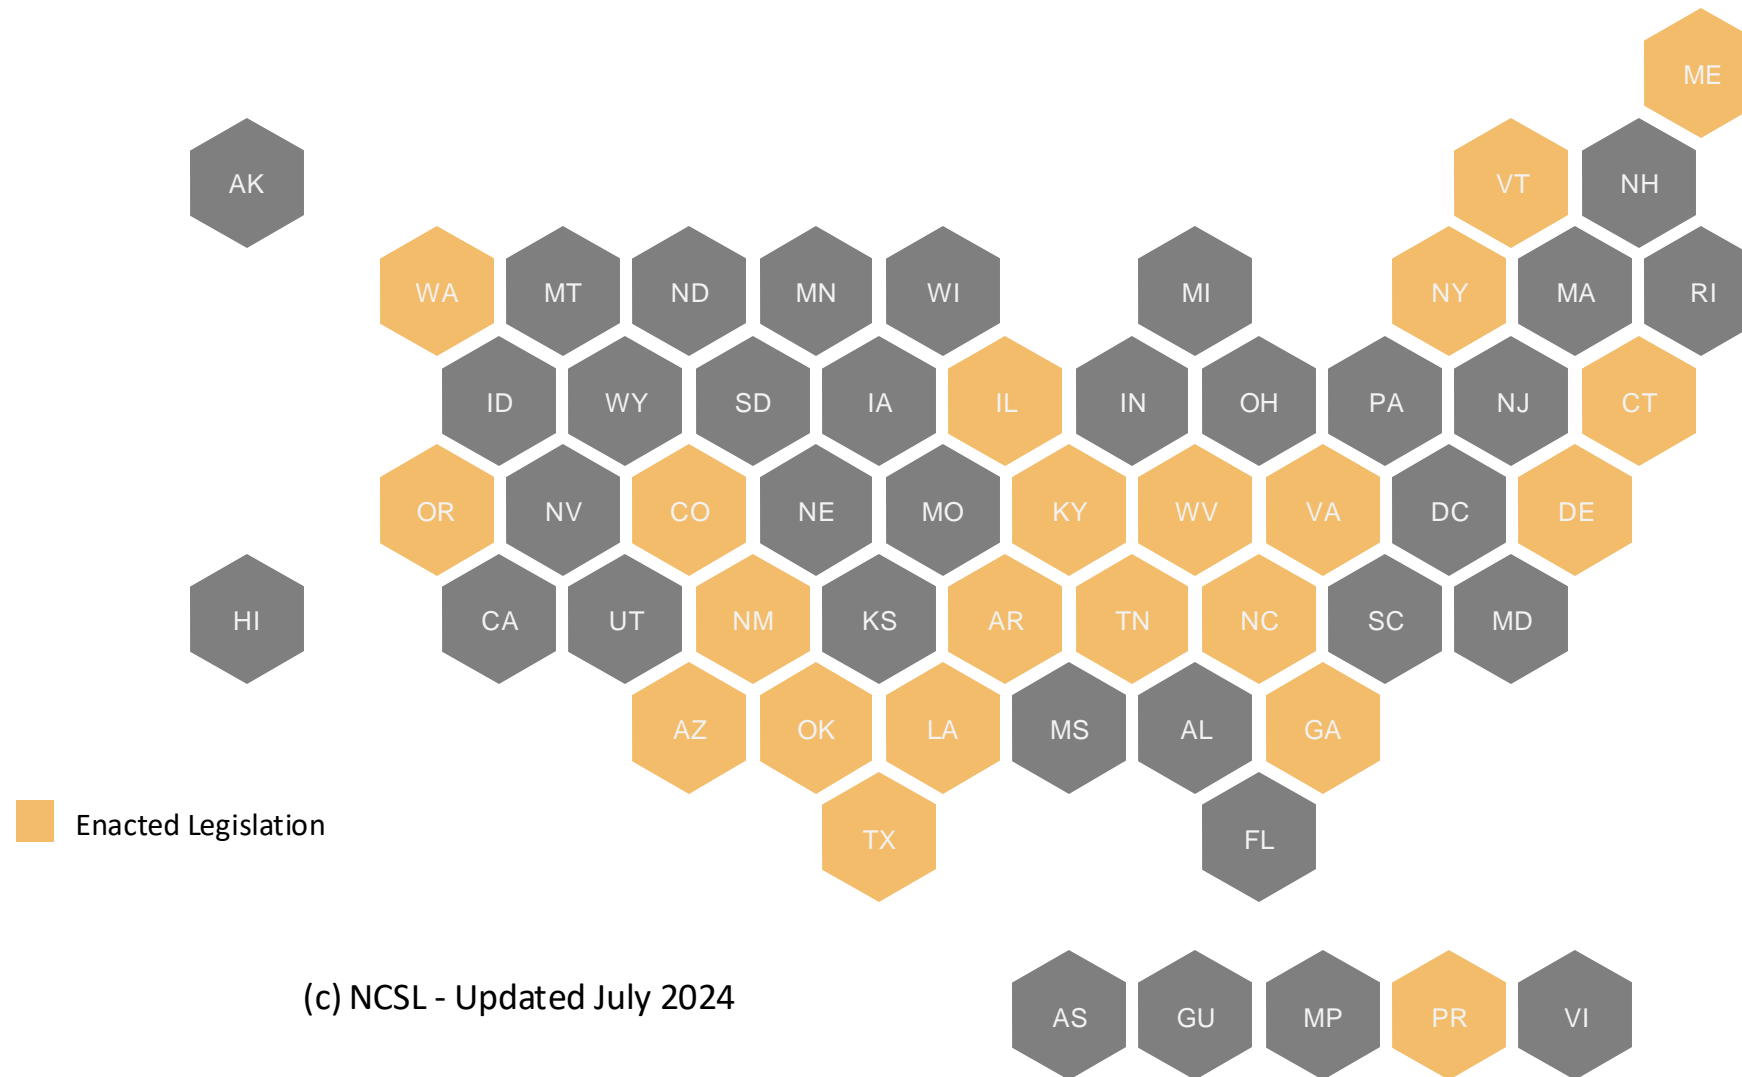 ME
AK
VT NH
WA MT ND MN WI MI NY MA RI
ID WY SD IA IL IN OH PA NJ CT
OR NV CO NE MO KY WV VA DC DE
HI CA UT NM KS AR TN NC SC MD
AZ OK LA MS AL GA
Enacted Legislation
TX FL
(c) NCSL - Updated July 2024
AS GU MP PR VI